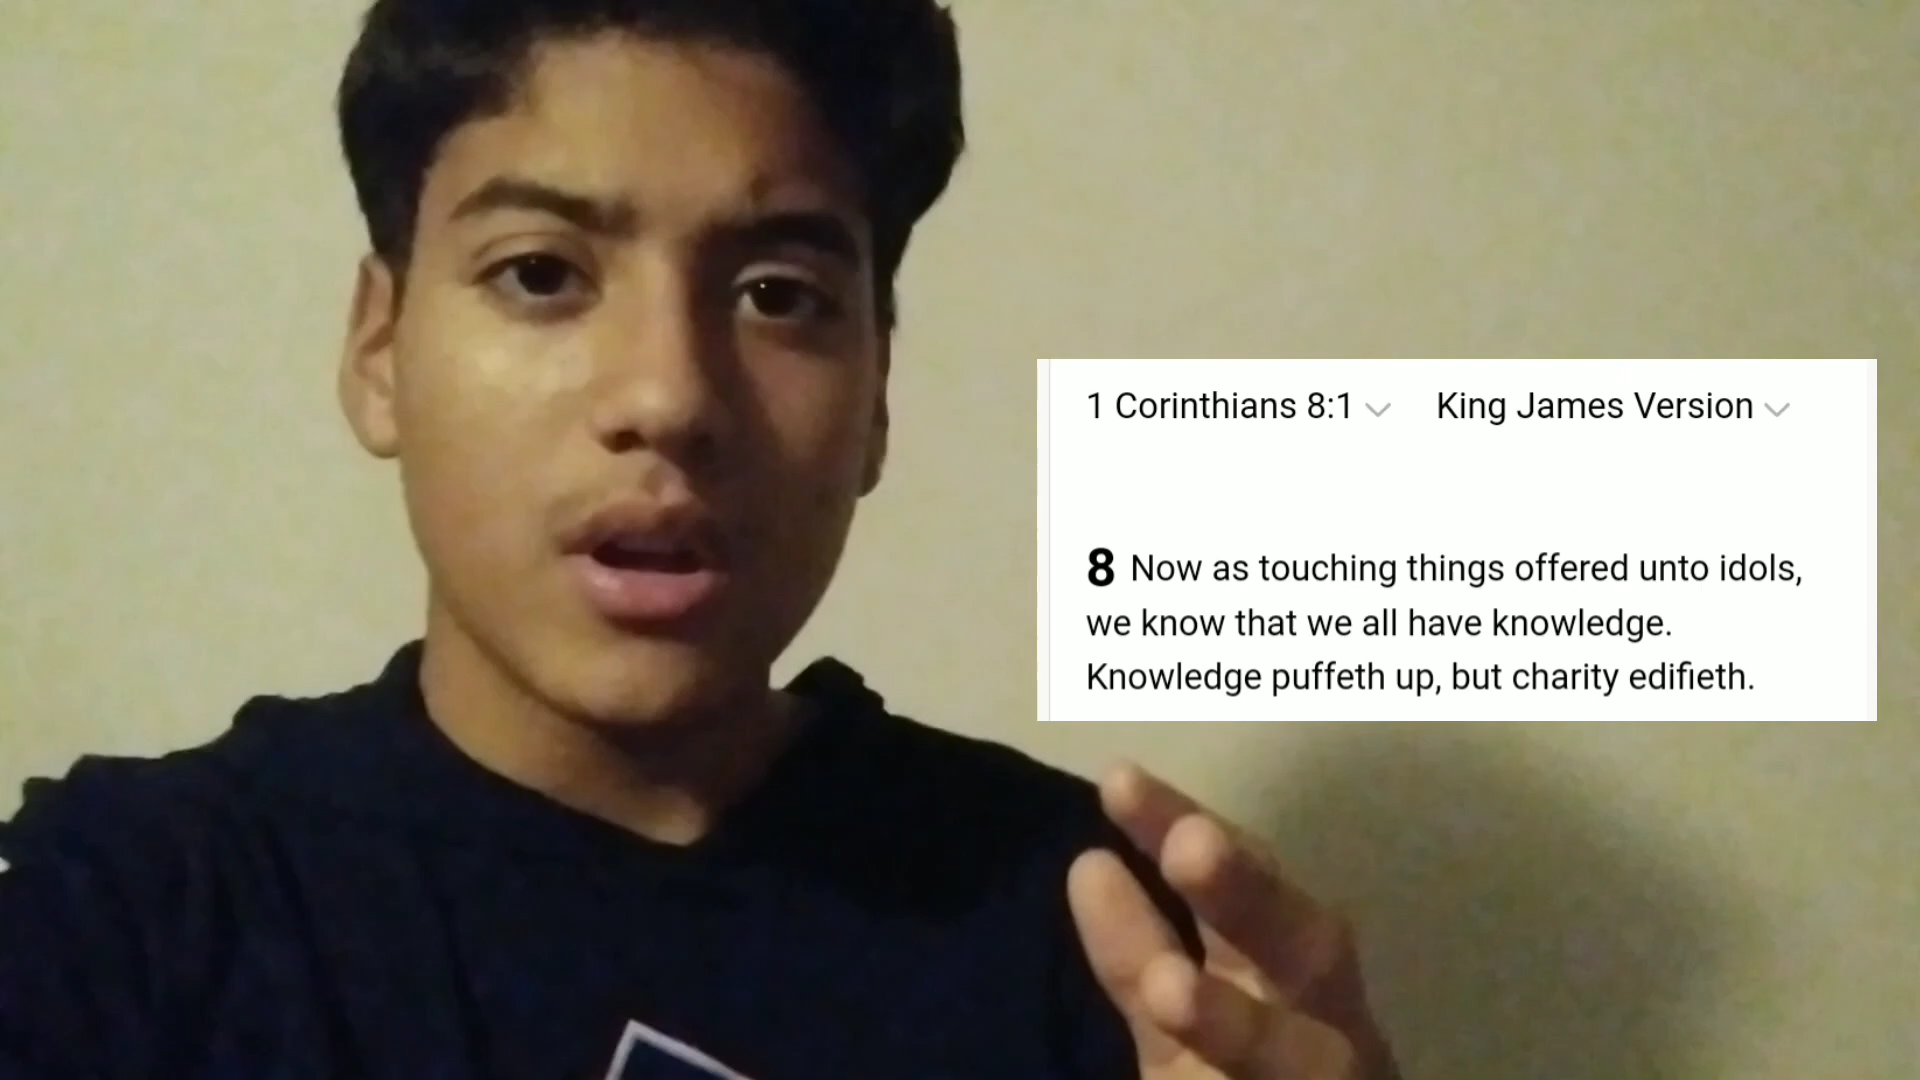 1 Corinthians 8:1 King James Version
8 Now as touching things offered unto idols,
we know that we all have knowledge.
Knowledge puffeth up, but charity edifieth.